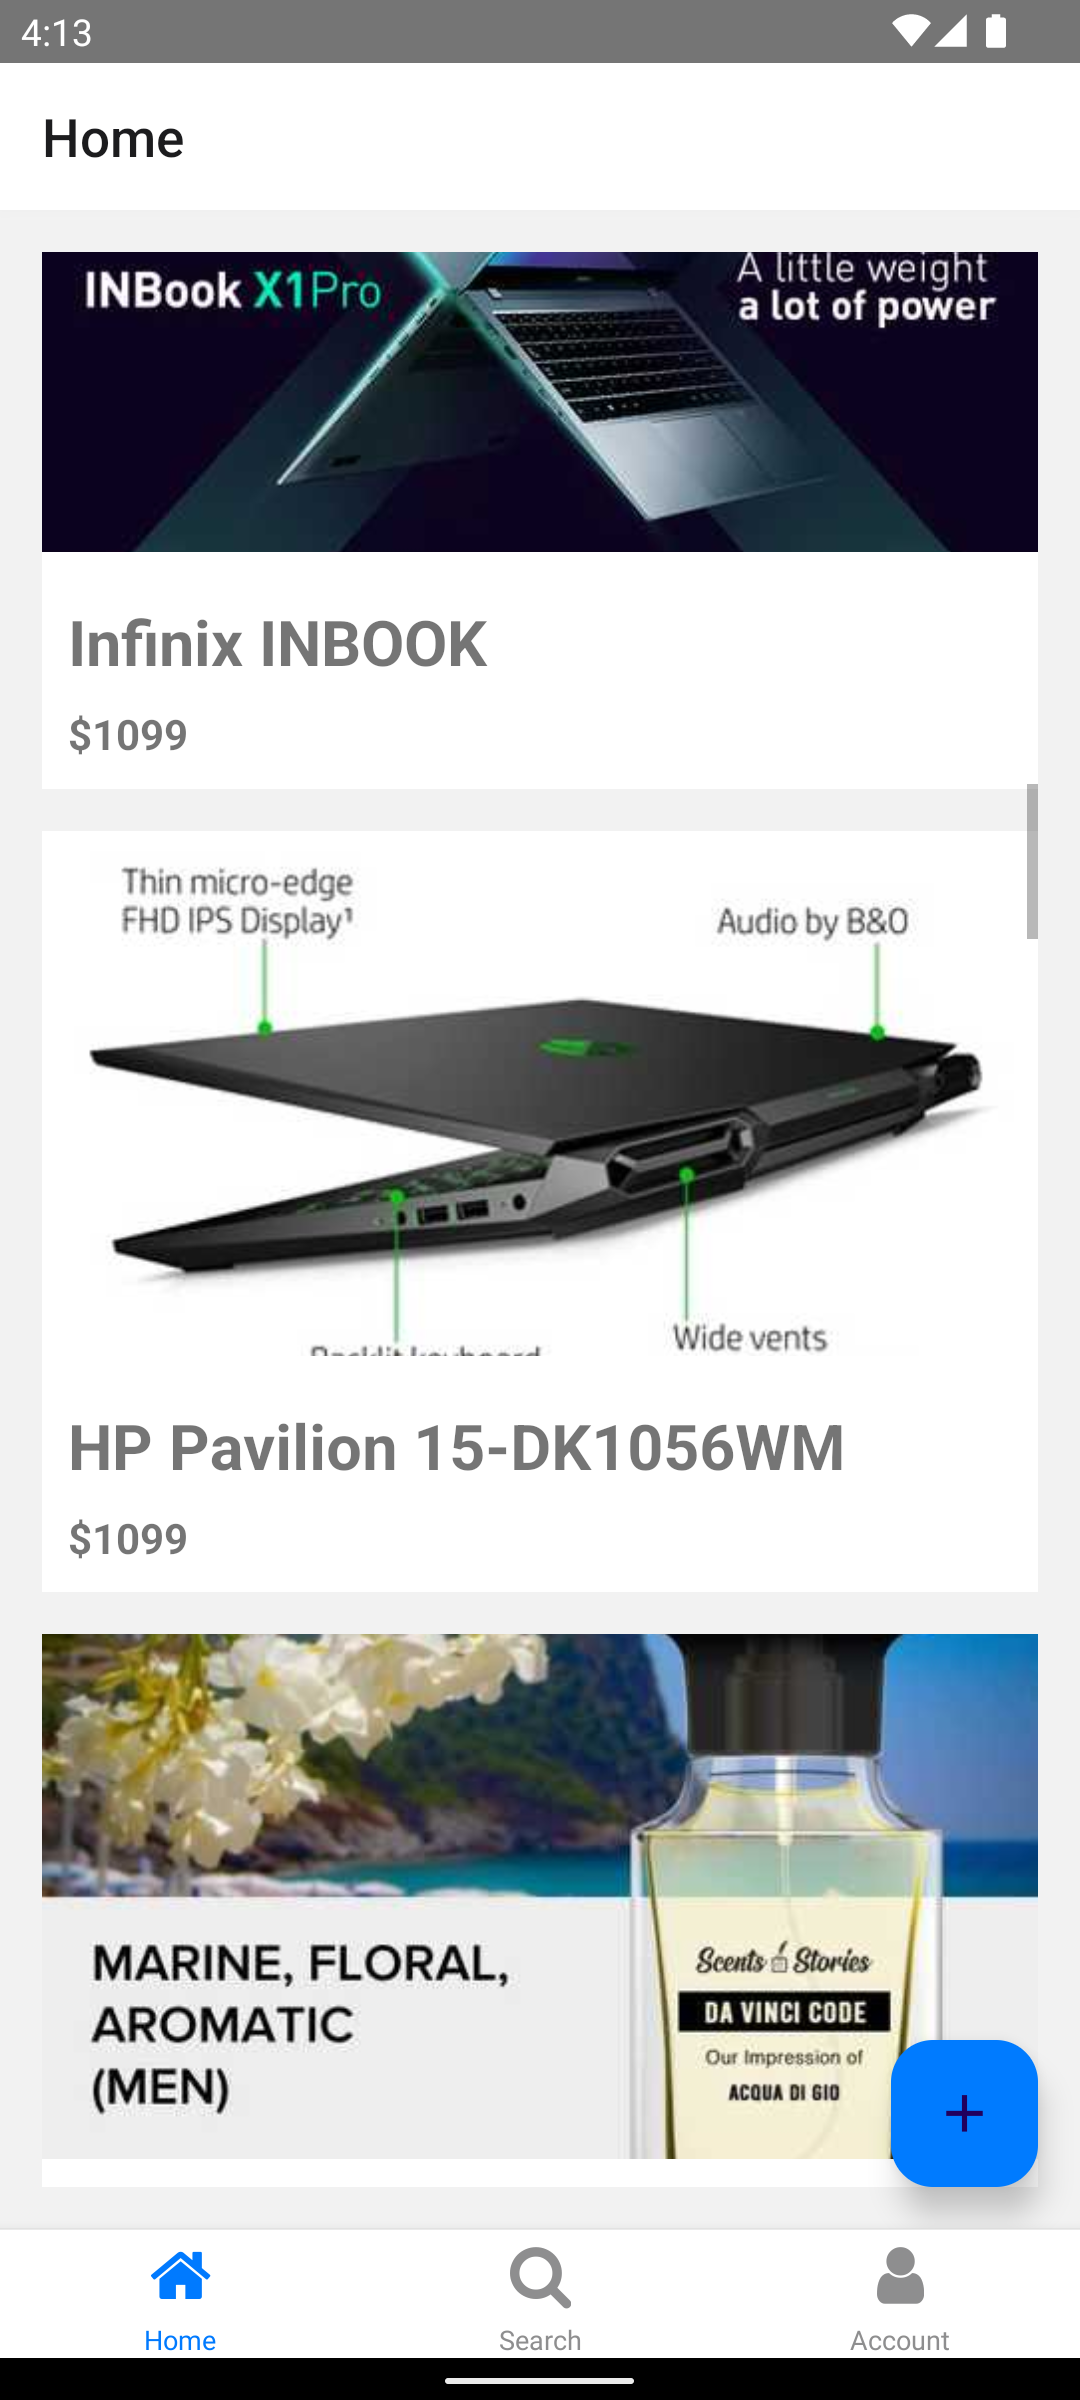 4:13
Home
INBook X1Pro
A little weight
a lot of power
Infinix INBOOK
$1099
Thin micro-edge
FHD IPS Display¹
Audio by B&O
Wide vents
Backlit keyboard
HP Pavilion 15-DK1056WM
$1099
MARINE, FLORAL,
AROMATIC
(MEN)
Scents Stories
DA VINCI CODE
Our Impression of
ACQUA DI GIO
Home
Search
Account